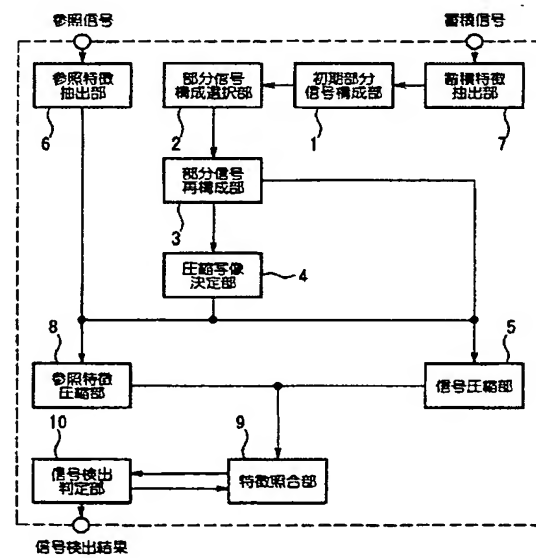 参照信号
蓄積信号
参照特徴
抽出部
6
部分信号
構成選択部
2
初期部分
信号構成部
1
蓄積特徴
抽出部
7
部分信号
再構成部
3
圧縮写像
決定部
4
8
参照特徴
圧縮部
5
信号圧縮部
10
信号検出
判定部
9
特徴照合部
信号検出結果